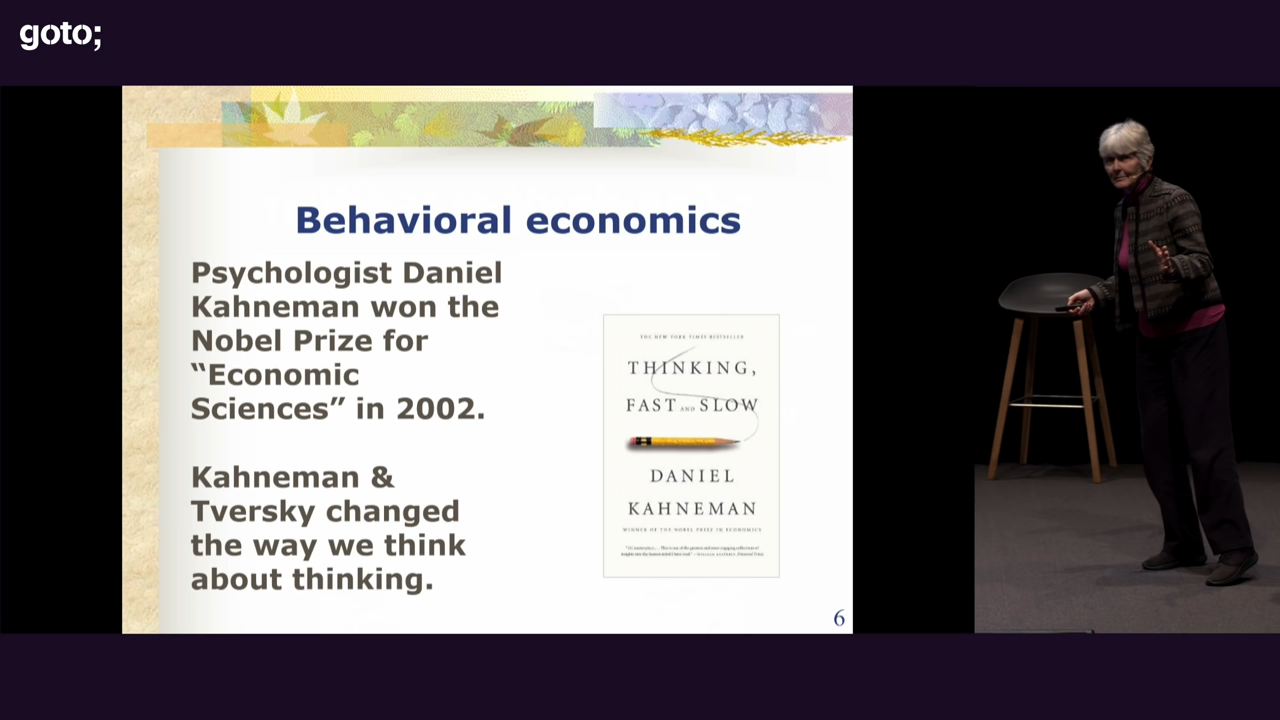 goto;
Behavioral economics
Psychologist Daniel
Kahneman won the
Nobel Prize for
“Economic
Sciences” in 2002.
Kahneman &
Tversky changed
the way we think
about thinking.
THE NEW YORK TIMES BESTSELLER
THINKING,
FAST AND SLOW
DANIEL
KAHNEMAN
WINNER OF THE NOBEL PRIZE IN ECONOMICS
6